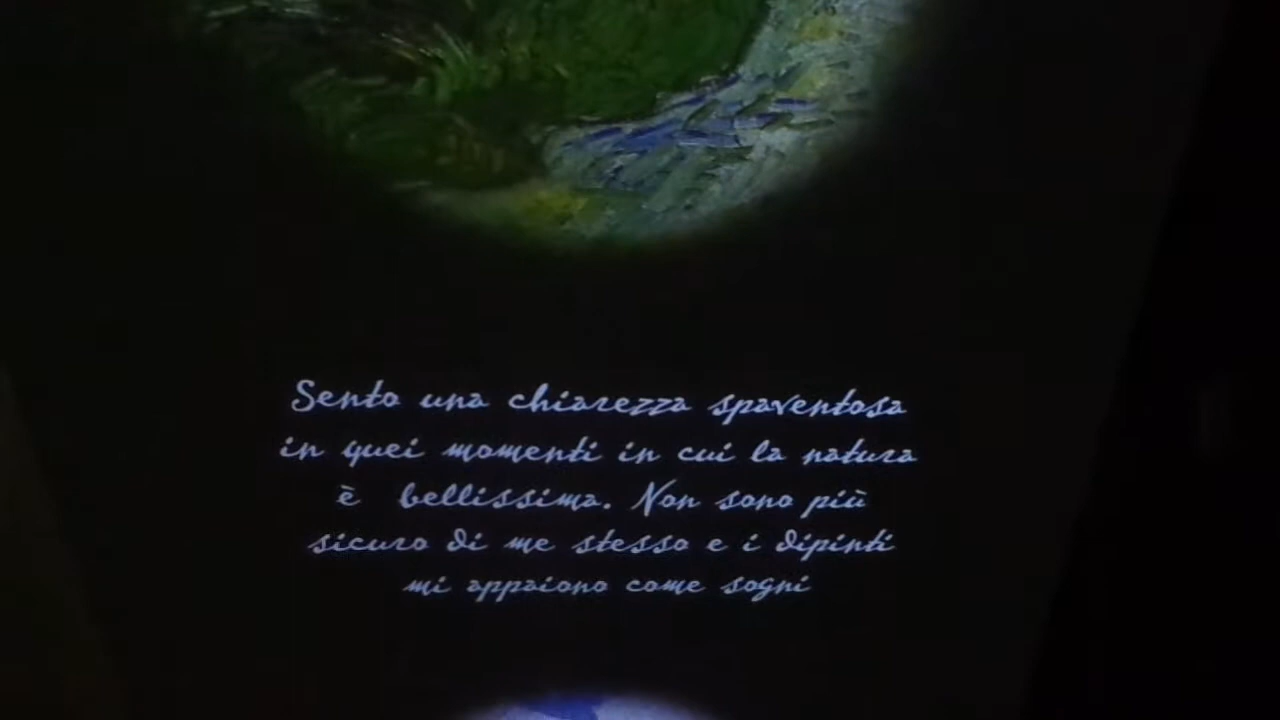 Sento una chiarezza spaventosa
in quei momenti in cui la natura
è bellissima. Non sono più
sicuro di me stesso e i dipinti
mi appaiono come sogni